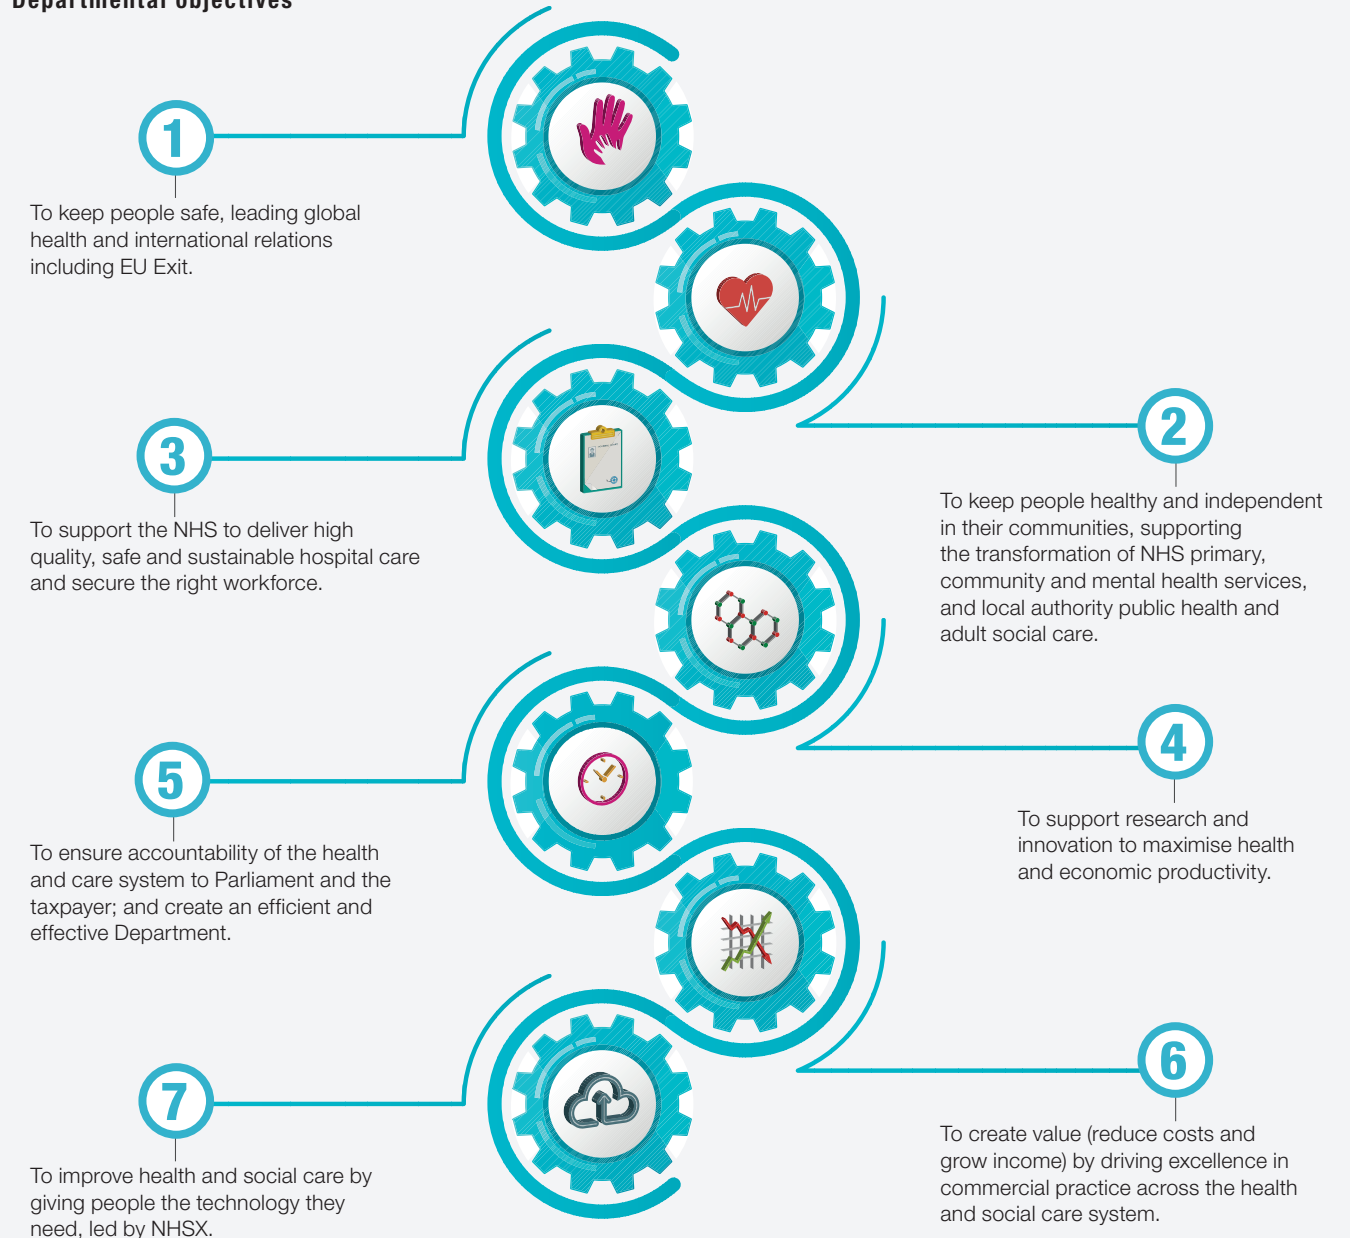 Departmental objectives
1
To keep people safe, leading global
health and international relations
including EU Exit.
2
To keep people healthy and independent
in their communities, supporting
the transformation of NHS primary,
community and mental health services,
and local authority public health and
adult social care.
3
To support the NHS to deliver high
quality, safe and sustainable hospital care
and secure the right workforce.
4
To support research and
innovation to maximise health
and economic productivity.
5
To ensure accountability of the health
and care system to Parliament and the
taxpayer; and create an efficient and
effective Department.
6
To create value (reduce costs and
grow income) by driving excellence in
commercial practice across the health
and social care system.
7
To improve health and social care by
giving people the technology they
need, led by NHSX.